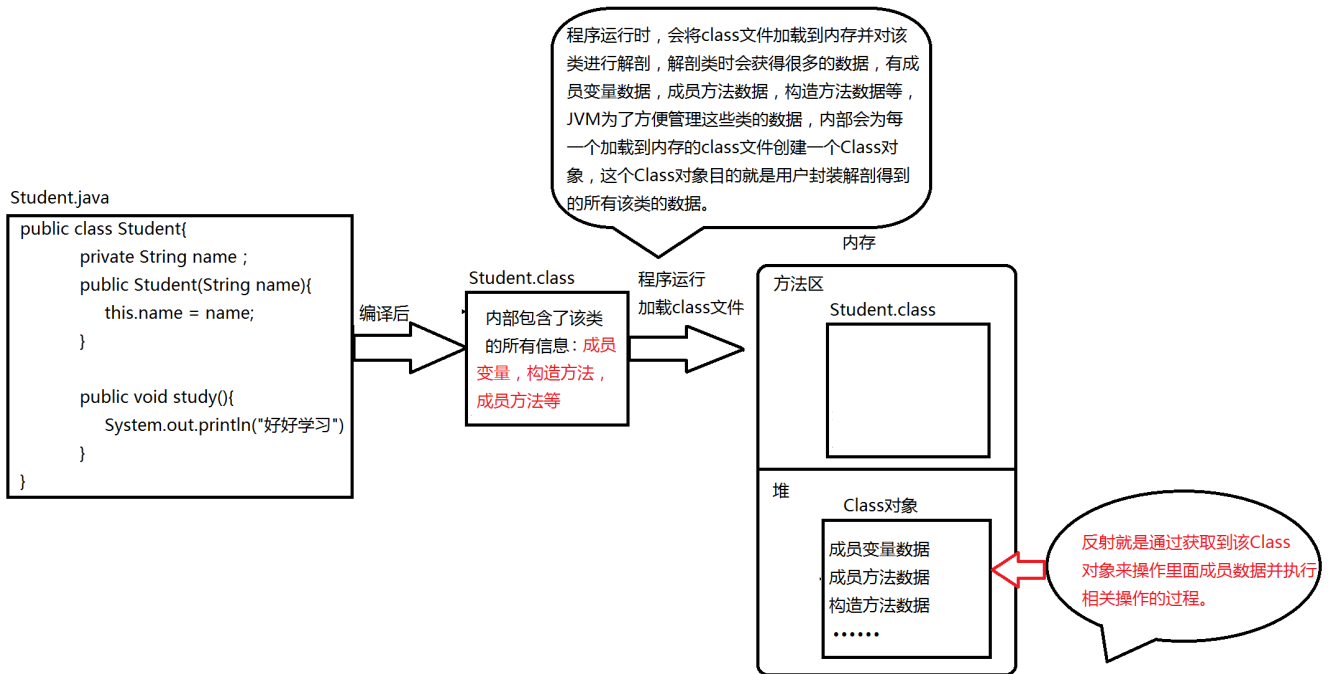 程序运行时，会将class文件加载到内存并对该
类进行解剖，解剖类时会获得很多的数据，有成
员变量数据，成员方法数据，构造方法数据等，
JVM为了方便管理这些类的数据，内部会为每
一个加载到内存的class文件创建一个Class对
象，这个Class对象目的就是用户封装解剖得到
的所有该类的数据。
Student.java
public class Student{
private String name ;
public Student(String name){
this.name = name;
}
public void study(){
System.out.println("好好学习")
}
}
编译后
Student.class
内部包含了该类
的所有信息：成员
变量，构造方法，
成员方法等
程序运行
加载class文件
内存
方法区
Student.class
堆
Class对象
成员变量数据
成员方法数据
构造方法数据
······
反射就是通过获取到该Class
对象来操作里面成员数据并执行
相关操作的过程。